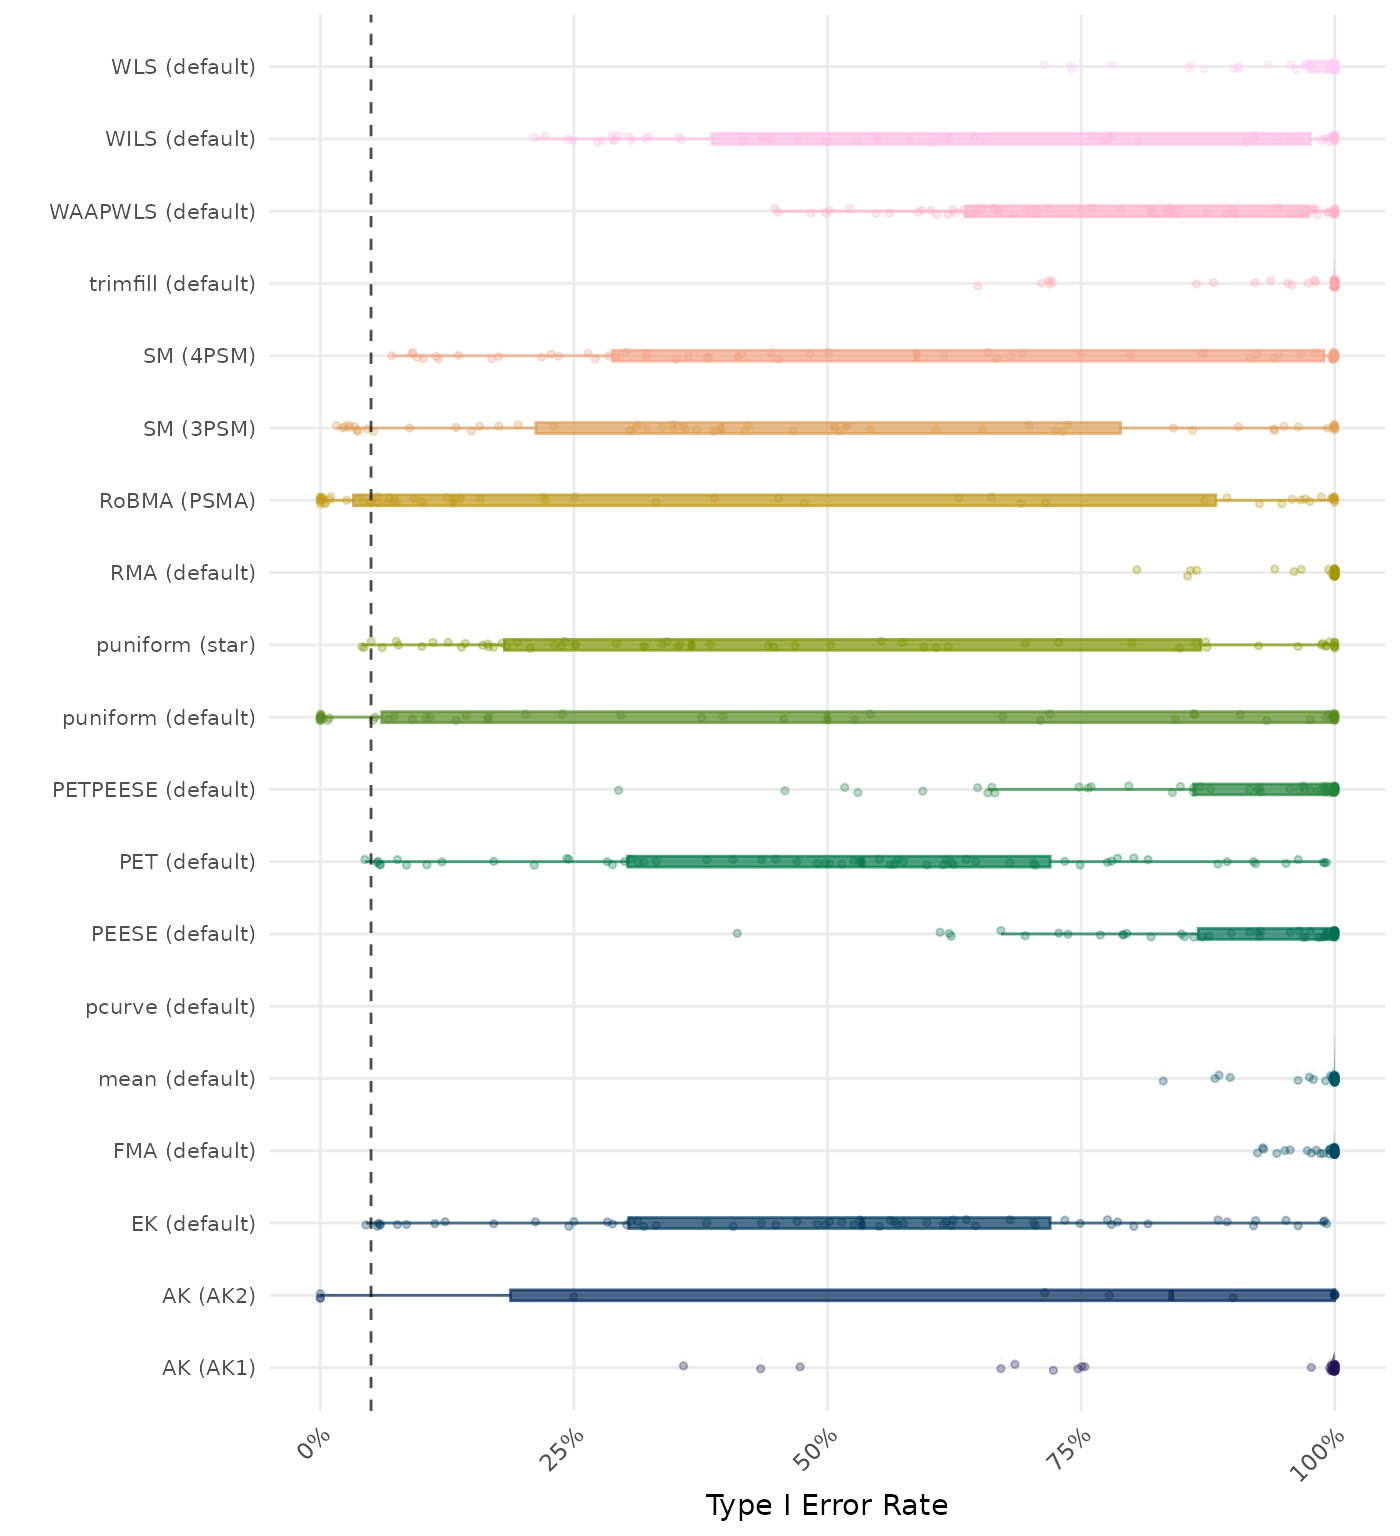 WLS (default)
WILS (default)
WAAPWLS (default)
trimfill (default)
SM (4PSM)
SM (3PSM)
RoBMA (PSMA)
RMA (default)
puniform (star)
puniform (default)
PETPEESE (default)
PET (default)
PEESE (default)
pcurve (default)
mean (default)
FMA (default)
EK (default)
AK (AK2)
AK (AK1)
0% 25% 50% 75% 100%
Type I Error Rate